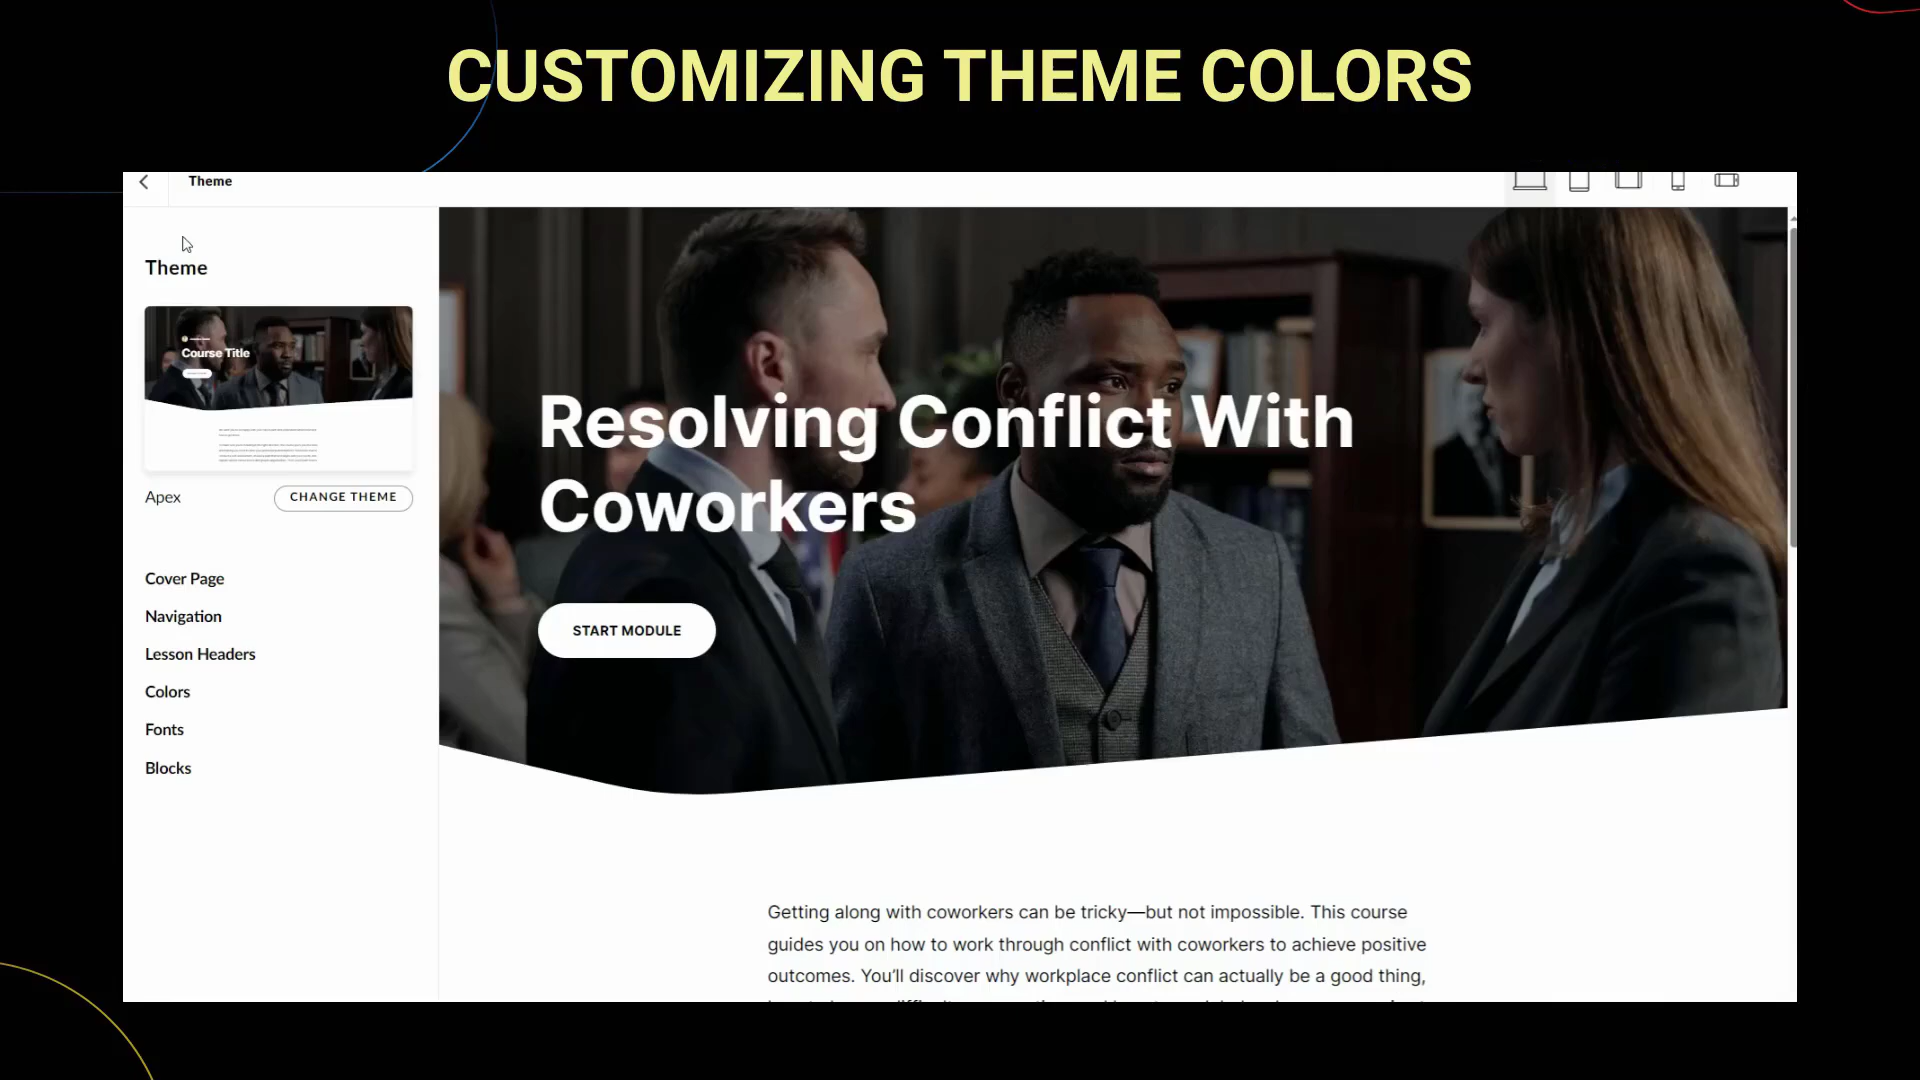 CUSTOMIZING THEME COLORS
Theme
Theme
Course Title
Apex
CHANGE THEME
Cover Page
Navigation
Lesson Headers
Colors
Fonts
Blocks
Resolving Conflict With
Coworkers
START MODULE
Getting along with coworkers can be tricky—but not impossible. This course
guides you on how to work through conflict with coworkers to achieve positive
outcomes. You’ll discover why workplace conflict can actually be a good thing,